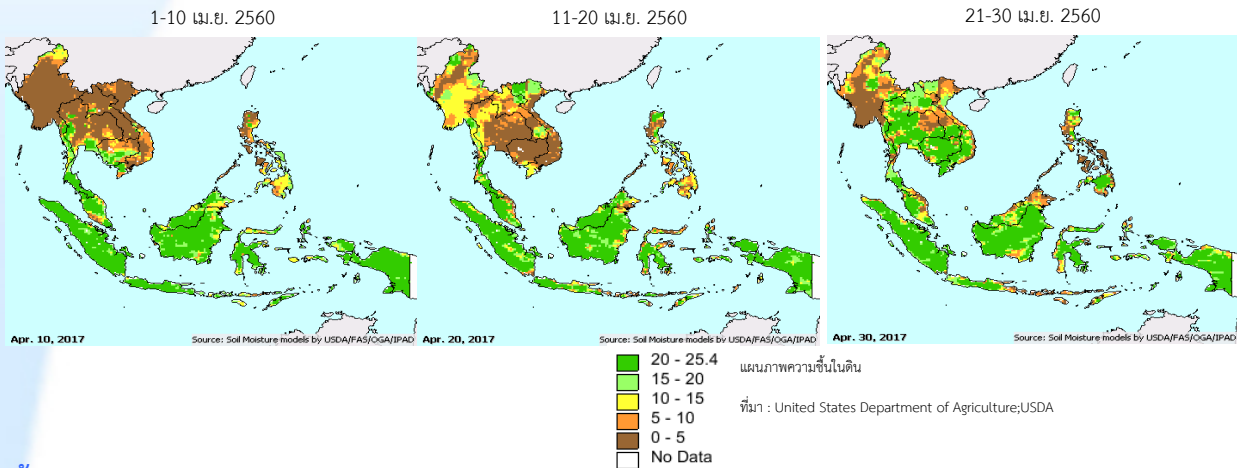 1-10 เม.ย. 2560
11-20 เม.ย. 2560
21-30 เม.ย. 2560
Apr. 10, 2017
Source: Soil Moisture models by USDA/FAS/OGA/IPAD
Apr. 20, 2017
Source: Soil Moisture models by USDA/FAS/OGA/IPAD
Apr. 30, 2017
Source: Soil Moisture models by USDA/FAS/OGA/IPAD
20 - 25.4
15 - 20
10 - 15
5 - 10
0 - 5
No Data
แผนภาพความชื้นในดิน
ที่มา : United States Department of Agriculture;USDA